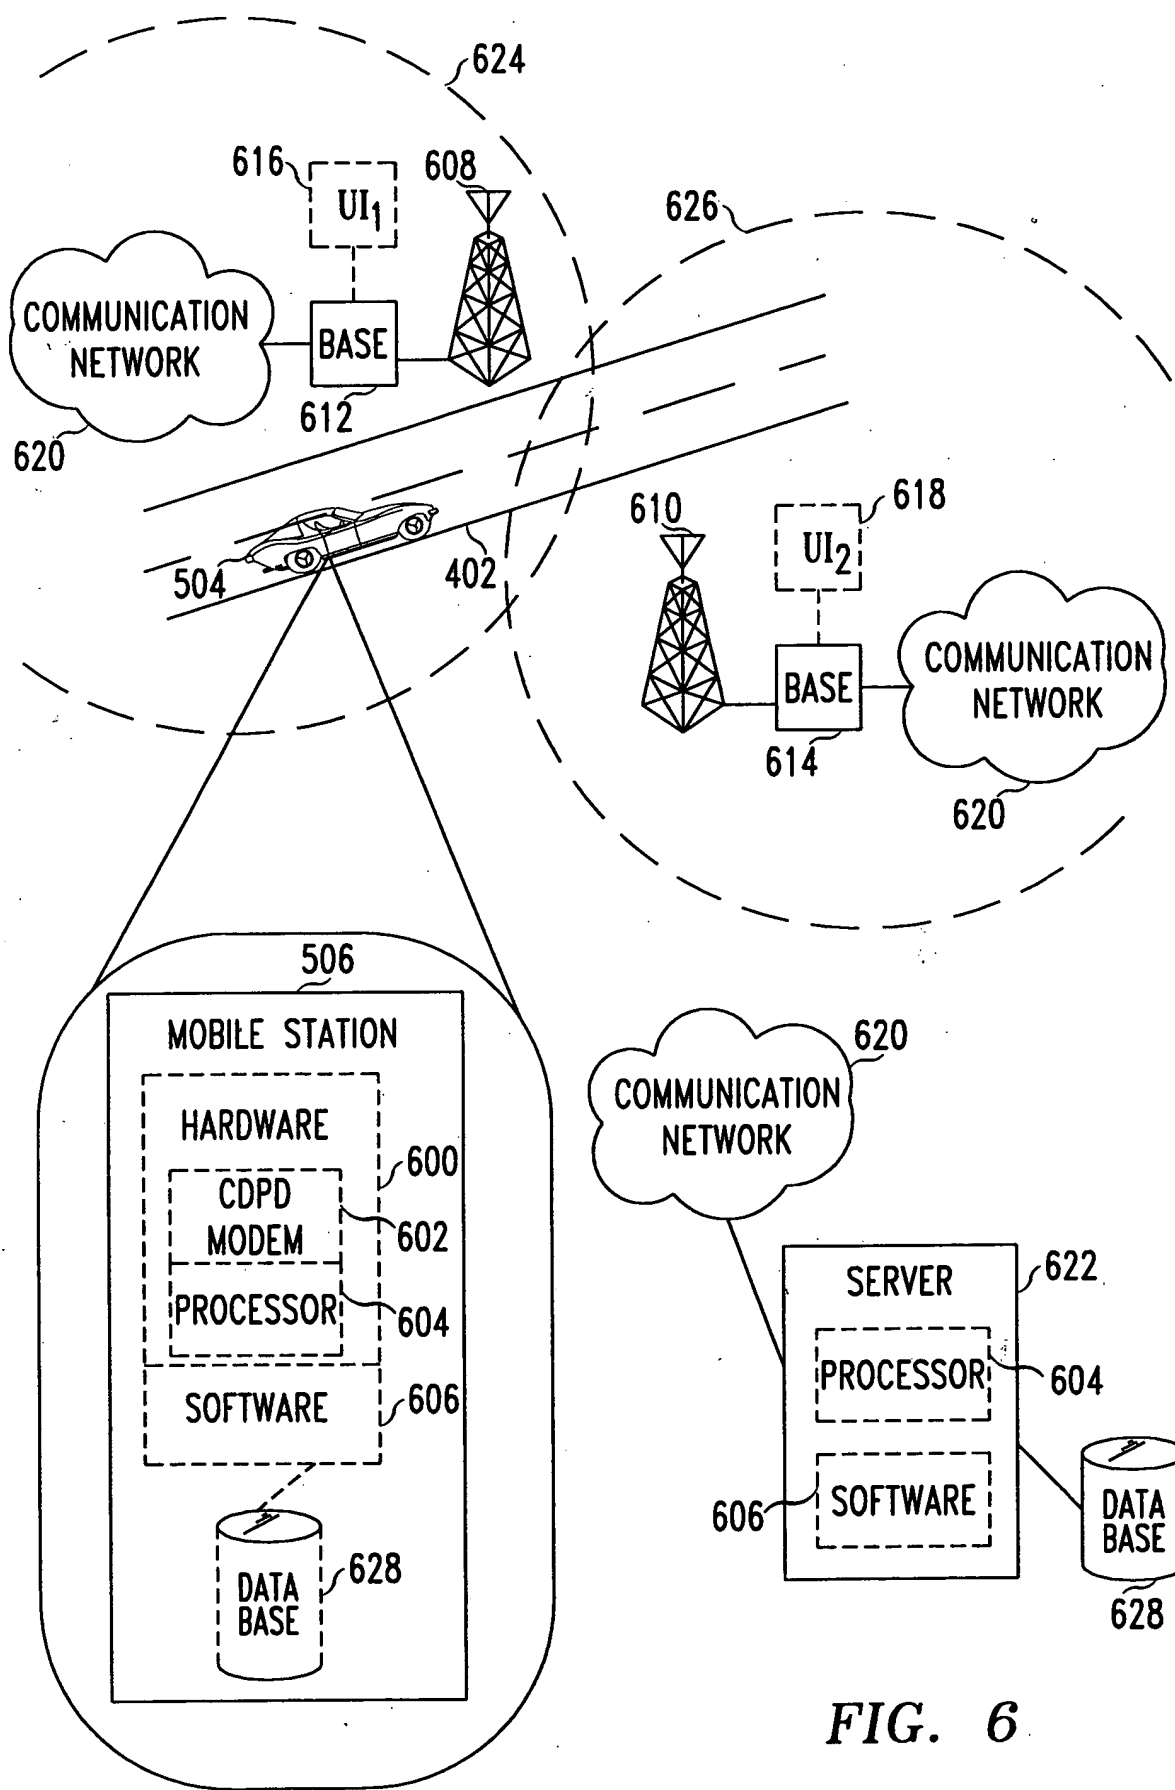 624
616
UI1
608
626
COMMUNICATION
NETWORK
BASE
612
620
504
402
610
618
UI2
BASE
614
COMMUNICATION
NETWORK
620
506
MOBILE STATION
HARDWARE
600
CDPD
MODEM
602
PROCESSOR
604
SOFTWARE
606
DATA
BASE
628
620
COMMUNICATION
NETWORK
SERVER
622
PROCESSOR
604
606
SOFTWARE
DATA
BASE
628
FIG. 6